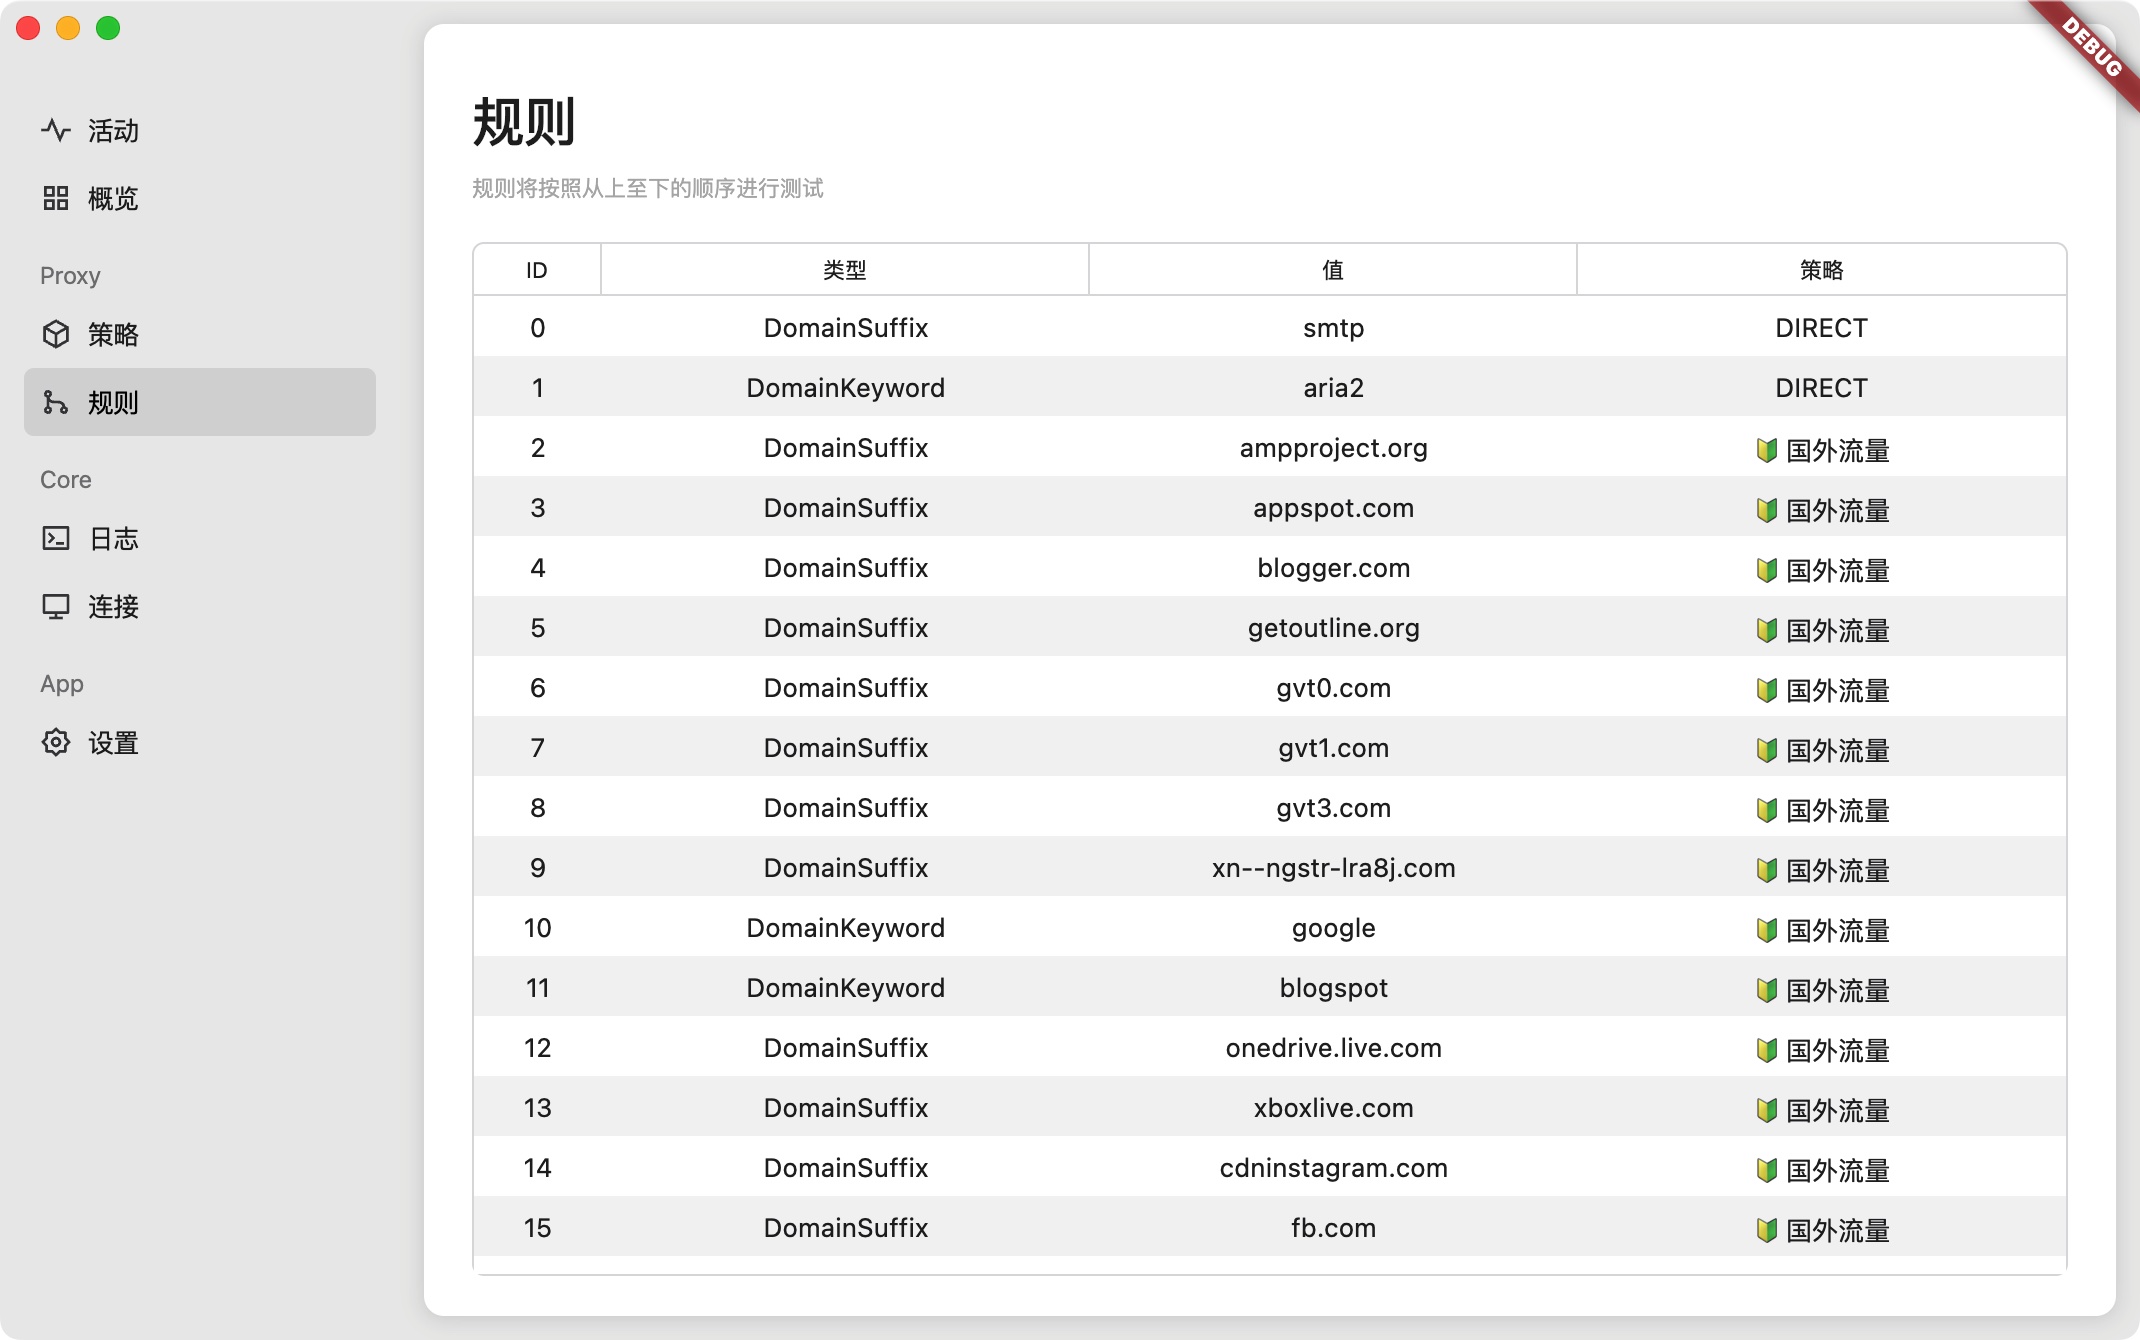 DEBUG
活动
概览
Proxy
策略
规则
Core
日志
连接
App
设置
规则
规则将按照从上至下的顺序进行测试
ID 类型 值 策略
0 DomainSuffix smtp DIRECT
1 DomainKeyword aria2 DIRECT
2 DomainSuffix ampproject.org 🔰 国外流量
3 DomainSuffix appspot.com 🔰 国外流量
4 DomainSuffix blogger.com 🔰 国外流量
5 DomainSuffix getoutline.org 🔰 国外流量
6 DomainSuffix gvt0.com 🔰 国外流量
7 DomainSuffix gvt1.com 🔰 国外流量
8 DomainSuffix gvt3.com 🔰 国外流量
9 DomainSuffix xn--ngstr-lra8j.com 🔰 国外流量
10 DomainKeyword google 🔰 国外流量
11 DomainKeyword blogspot 🔰 国外流量
12 DomainSuffix onedrive.live.com 🔰 国外流量
13 DomainSuffix xboxlive.com 🔰 国外流量
14 DomainSuffix cdninstagram.com 🔰 国外流量
15 DomainSuffix fb.com 🔰 国外流量